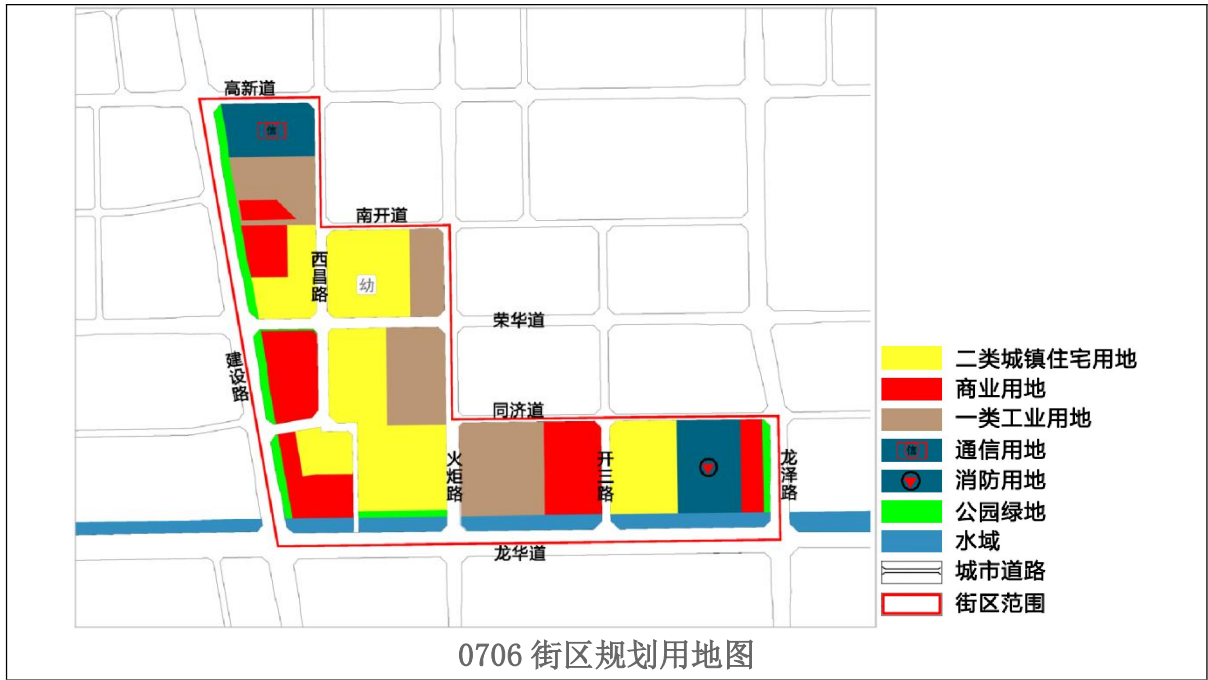 高新道
信
南开道
西昌路
幼
荣华道
建设路
同济道
火炬路
开三路
龙泽路
龙华道
二类城镇住宅用地
商业用地
一类工业用地
信
通信用地
消防用地
公园绿地
水域
城市道路
街区范围
0706 街区规划用地图